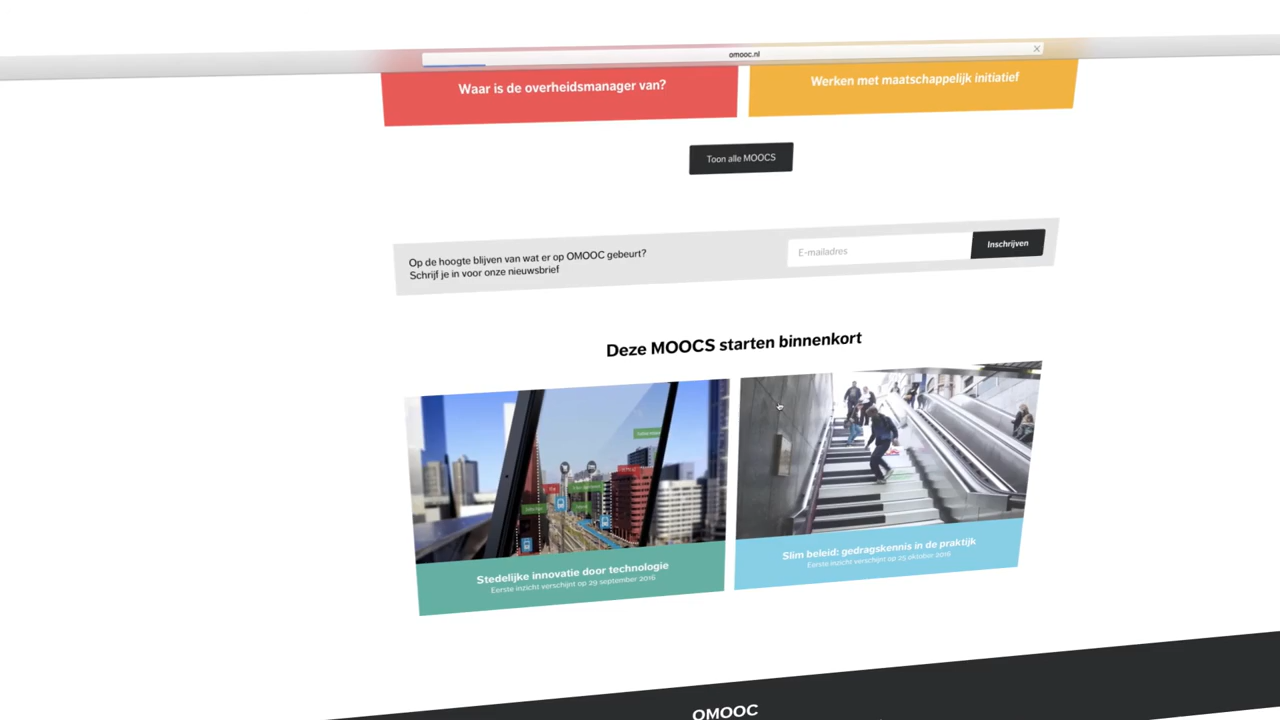 omooc.nl
Waar is de overheidsmanager van?
Werken met maatschappelijk initiatief
Toon alle MOOCS
Op de hoogte blijven van wat er op OMOOC gebeurt?
Schrijf je in voor onze nieuwsbrief
E-mailadres
Inschrijven
Deze MOOCS starten binnenkort
Stedelijke innovatie door technologie
Eerste inzicht verschijnt op 29 september 2016
Slim beleid: gedragskennis in de praktijk
Eerste inzicht verschijnt op 25 oktober 2016
OMOOC